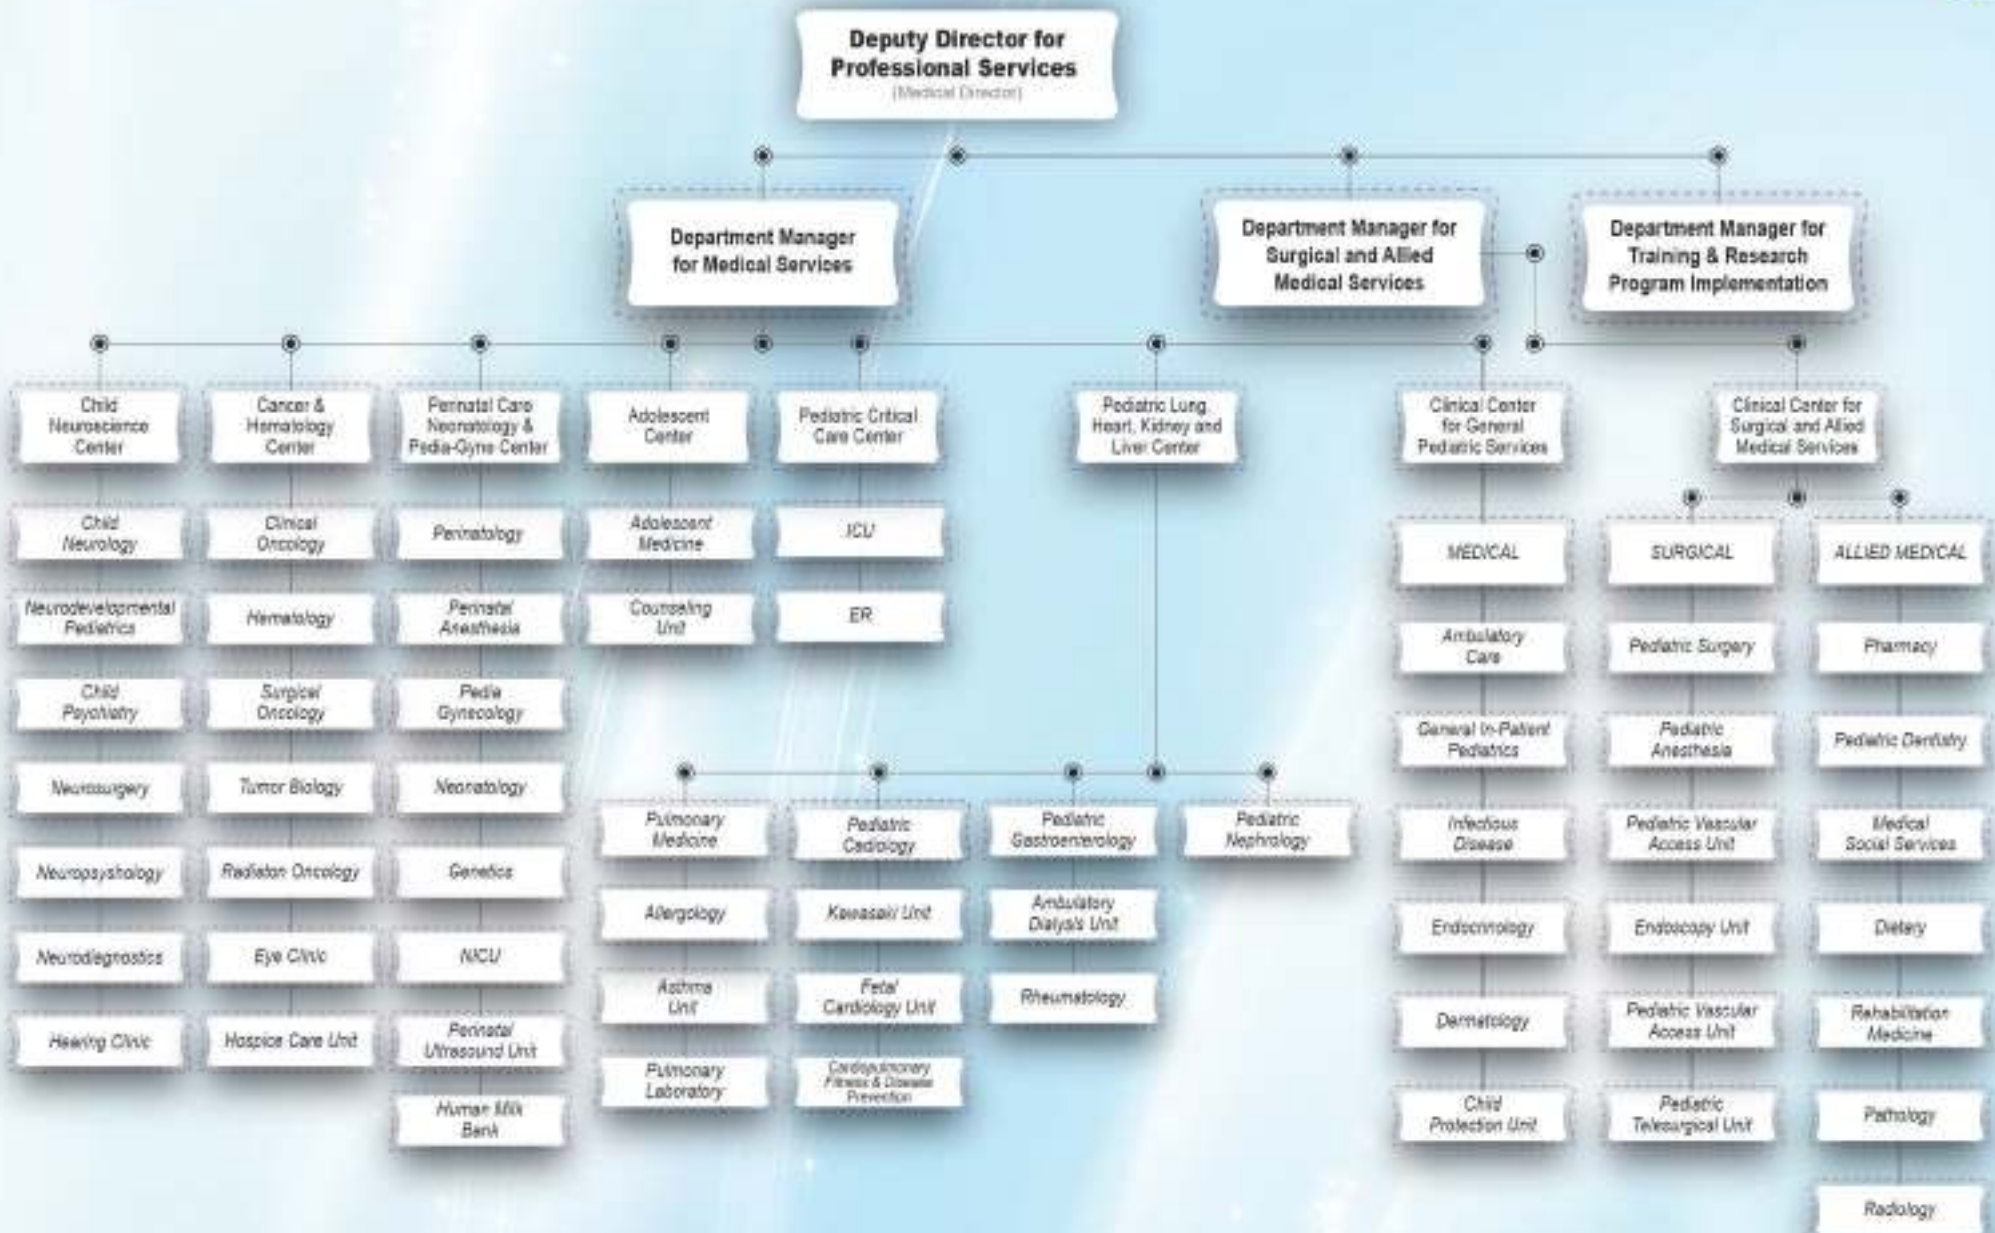 Deputy Director for
Professional Services
(Medical Director)
Department Manager
for Medical Services
Department Manager for
Surgical and Allied
Medical Services
Department Manager for
Training & Research
Program Implementation
Child
Neuroscience
Center
Cancer &
Hematology
Center
Perinatal Care
Neonatology &
Pedia-Gyne Center
Adolescent
Center
Pediatric Critical
Care Center
Pediatric Lung
Heart, Kidney and
Liver Center
Clinical Center
for General
Pediatric Services
Clinical Center for
Surgical and Allied
Medical Services
Child
Neurology
Neurodevelopmental
Pediatrics
Child
Psychiatry
Neurosurgery
Neuropsyshology
Neurodiagnostics
Hearing Clinic
Clinical
Oncology
Hematology
Surgical
Oncology
Tumor Biology
Radiaton Oncology
Eye Clinic
Hospice Care Unit
Perinatology
Perinatal
Anesthesia
Pedia
Gynecology
Neonatology
Genetics
NICU
Perinatal
Ultrasound Unit
Human Milk
Bank
Adolescent
Medicine
Counseling
Unit
ICU
ER
Pulmonary
Medicine
Allergology
Asthma
Unit
Pulmonary
Laboratory
Pediatric
Cadiology
Kawasaki Unit
Fetal
Cardiology Unit
Cardiopulmonary
Fitness & Disease
Prevention
Pediatric
Gastroenterology
Ambulatory
Dialysis Unit
Rheumatology
Pediatric
Nephrology
MEDICAL
Ambulatory
Care
General In-Patient
Pediatrics
Infectious
Disease
Endocrinology
Dermatology
Child
Protection Unit
SURGICAL
Pediatric Surgery
Pediatric
Anesthesia
Pediatric Vascular
Access Unit
Endoscopy Unit
Pediatric Vascular
Access Unit
Pediatric
Telesurgical Unit
ALLIED MEDICAL
Pharmacy
Pediatric Dentistry
Medical
Social Services
Dietary
Rehabilitation
Medicine
Pathology
Radiology